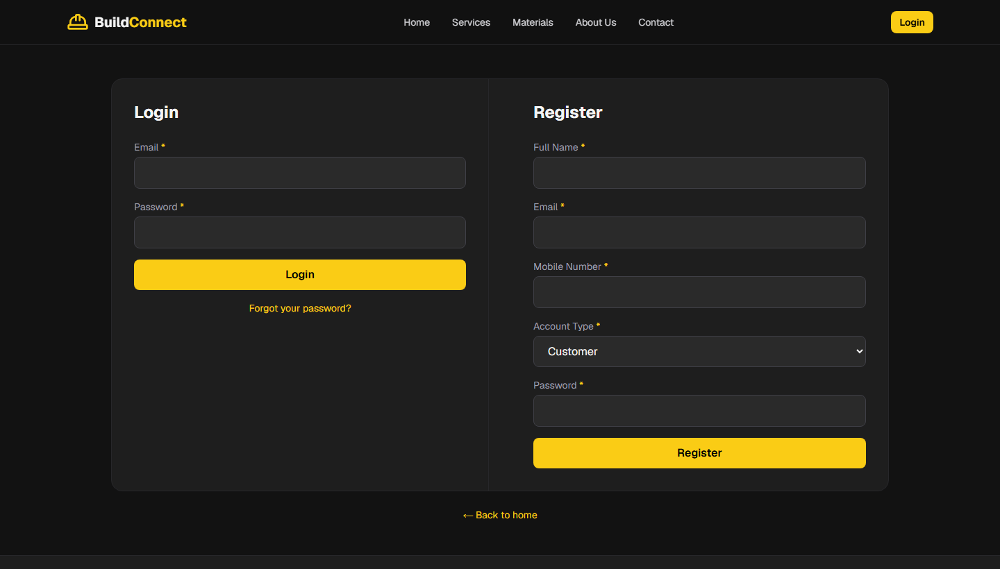 BuildConnect
Home
Services
Materials
About Us
Contact
Login
Login
Email *
Password *
Login
Forgot your password?
Register
Full Name *
Email *
Mobile Number *
Account Type *
Customer
Password *
Register
← Back to home